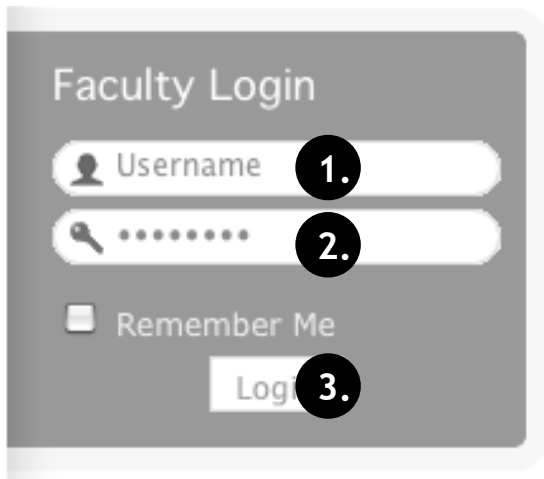 Faculty Login
Username 1.
•••••••• 2.
Remember Me
Logi 3.